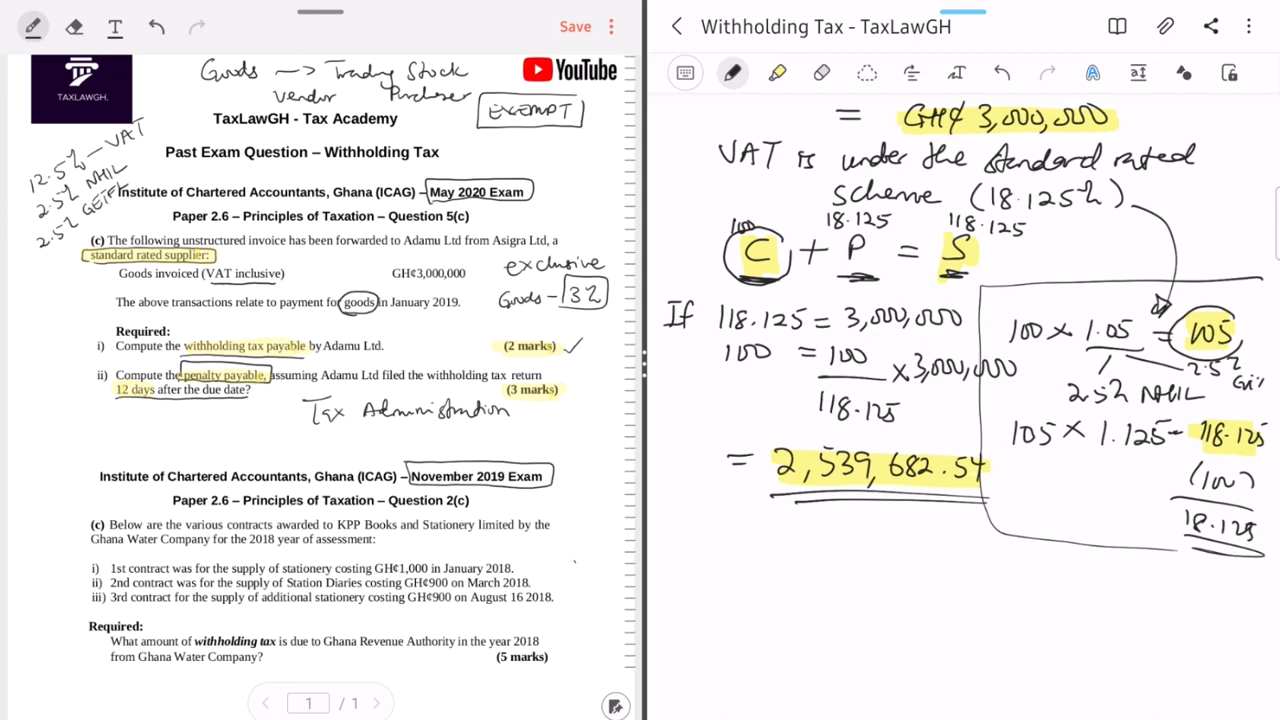 Save
Withholding Tax - TaxLawGH
TAXLAWGH.
Goods → Trading Stock
Vendor Purchaser
EXEMPT
YouTube
TaxLawGH - Tax Academy
Past Exam Question – Withholding Tax
12.5% – VAT
2.5% NHIL
2.5% GETFL
Institute of Chartered Accountants, Ghana (ICAG) – May 2020 Exam
Paper 2.6 – Principles of Taxation – Question 5(c)
(c) The following unstructured invoice has been forwarded to Adamu Ltd from Asigra Ltd, a
standard rated supplier:
Goods invoiced (VAT inclusive) GH¢3,000,000
exclusive
Goods – 3%
The above transactions relate to payment for goods in January 2019.
Required:
i) Compute the withholding tax payable by Adamu Ltd. (2 marks) ✓
ii) Compute the penalty payable, assuming Adamu Ltd filed the withholding tax return
12 days after the due date? (3 marks)
Tax Administration
Institute of Chartered Accountants, Ghana (ICAG) – November 2019 Exam
Paper 2.6 – Principles of Taxation – Question 2(c)
(c) Below are the various contracts awarded to KPP Books and Stationery limited by the
Ghana Water Company for the 2018 year of assessment:
i) 1st contract was for the supply of stationery costing GH¢1,000 in January 2018.
ii) 2nd contract was for the supply of Station Diaries costing GH¢900 on March 2018.
iii) 3rd contract for the supply of additional stationery costing GH¢900 on August 16 2018.
Required:
What amount of withholding tax is due to Ghana Revenue Authority in the year 2018
from Ghana Water Company? (5 marks)
1 / 1
= GH¢ 3,000,000
VAT is under the standard rated
scheme (18.125%)
100 18.125 118.125
C + P = S
If 118.125 = 3,000,000
100 = 100
× 3,000,000
118.125
= 2,539,682.54
100 × 1.05 = 105
2.5%
2.5% NHIL
105 × 1.125 – 118.125
(100)
18.125